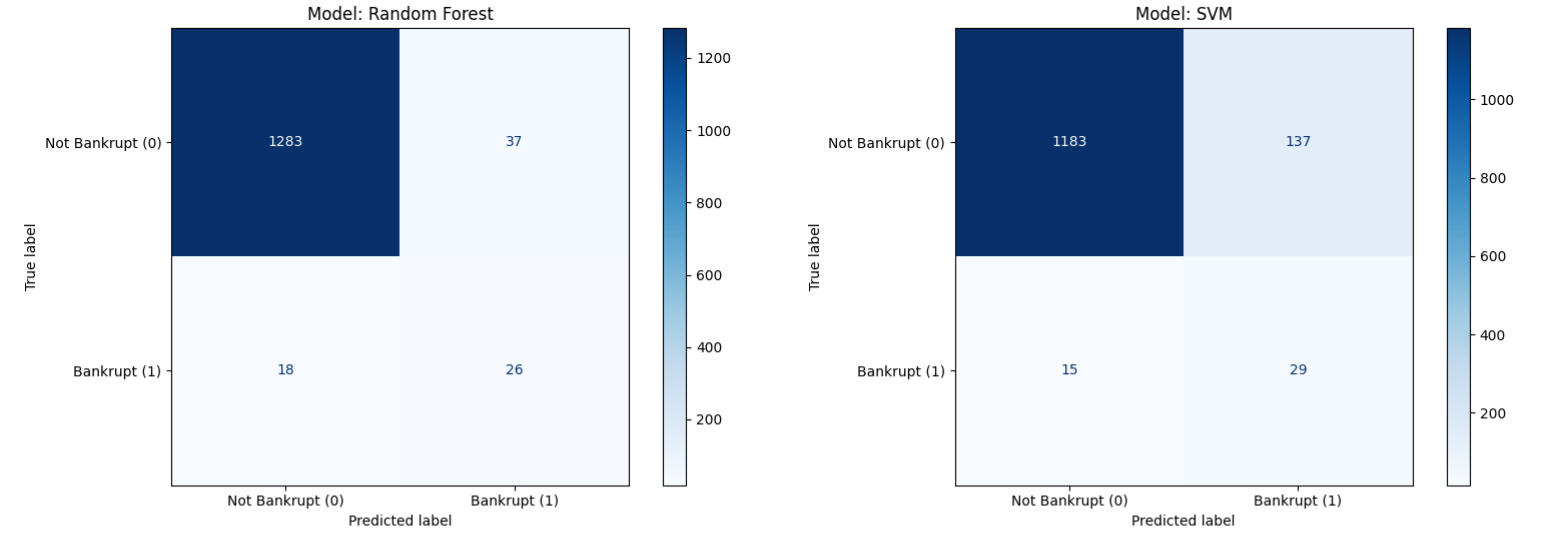 Model: Random Forest
1200
1000
800
600
400
200
Not Bankrupt (0)
1283
37
Bankrupt (1)
18
26
True label
Not Bankrupt (0)
Bankrupt (1)
Predicted label
Model: SVM
1000
800
600
400
200
Not Bankrupt (0)
1183
137
Bankrupt (1)
15
29
True label
Not Bankrupt (0)
Bankrupt (1)
Predicted label